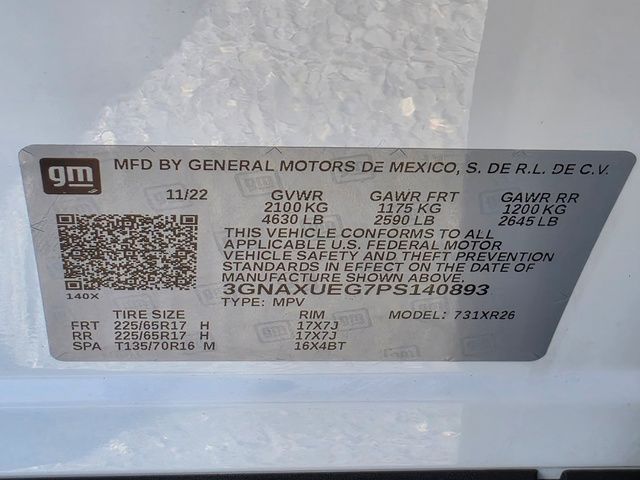 gm
MFD BY GENERAL MOTORS DE MEXICO, S. DE R.L. DE C.V.
11/22 GVWR GAWR FRT GAWR RR
2100 KG 1175 KG 1200 KG
4630 LB 2590 LB 2645 LB
THIS VEHICLE CONFORMS TO ALL
APPLICABLE U.S. FEDERAL MOTOR
VEHICLE SAFETY AND THEFT PREVENTION
STANDARDS IN EFFECT ON THE DATE OF
MANUFACTURE SHOWN ABOVE.
140X 3GNAXUEG7PS140893
TYPE: MPV
TIRE SIZE RIM MODEL: 731XR26
FRT 225/65R17 H 17X7J
RR 225/65R17 H 17X7J
SPA T135/70R16 M 16X4BT